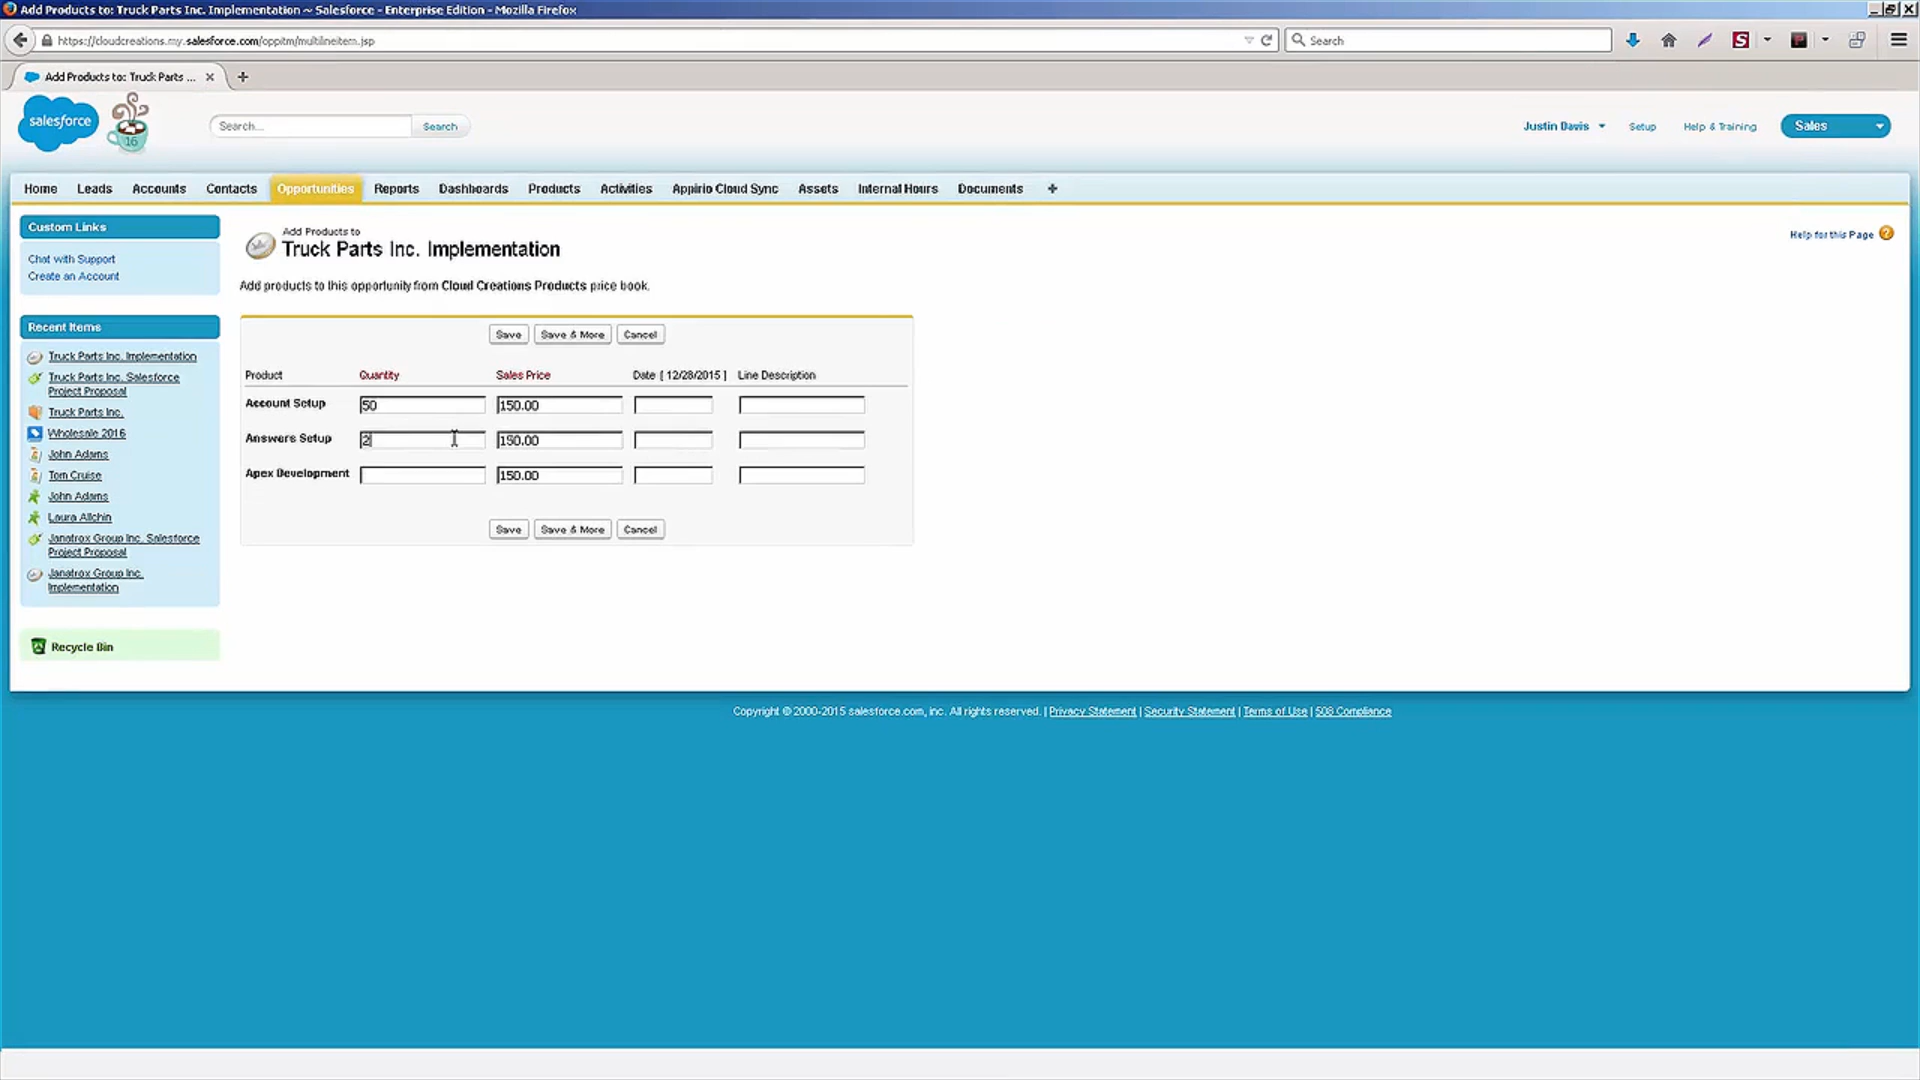 Add Products to: Truck Parts Inc. Implementation ~ Salesforce - Enterprise Edition - Mozilla Firefox
https://cloudcreations.my.salesforce.com/oppitm/multilineitem.jsp
Search
Add Products to: Truck Parts ...
salesforce
16
Search...
Search
Justin Davis
Setup
Help & Training
Sales
Home Leads Accounts Contacts Opportunities Reports Dashboards Products Activities Appirio Cloud Sync Assets Internal Hours Documents +
Custom Links
Chat with Support
Create an Account
Recent Items
Truck Parts Inc. Implementation
Truck Parts Inc. Salesforce
Project Proposal
Truck Parts Inc.
Wholesale 2016
John Adams
Tom Cruise
John Adams
Laura Allchin
Janatrox Group Inc. Salesforce
Project Proposal
Janatrox Group Inc.
Implementation
Recycle Bin
Add Products to
Truck Parts Inc. Implementation
Help for this Page
Add products to this opportunity from Cloud Creations Products price book.
Save Save & More Cancel
Product Quantity Sales Price Date [ 12/28/2015 ] Line Description
Account Setup 50 150.00
Answers Setup 2 150.00
Apex Development 150.00
Save Save & More Cancel
Copyright © 2000-2015 salesforce.com, inc. All rights reserved. | Privacy Statement | Security Statement | Terms of Use | 508 Compliance